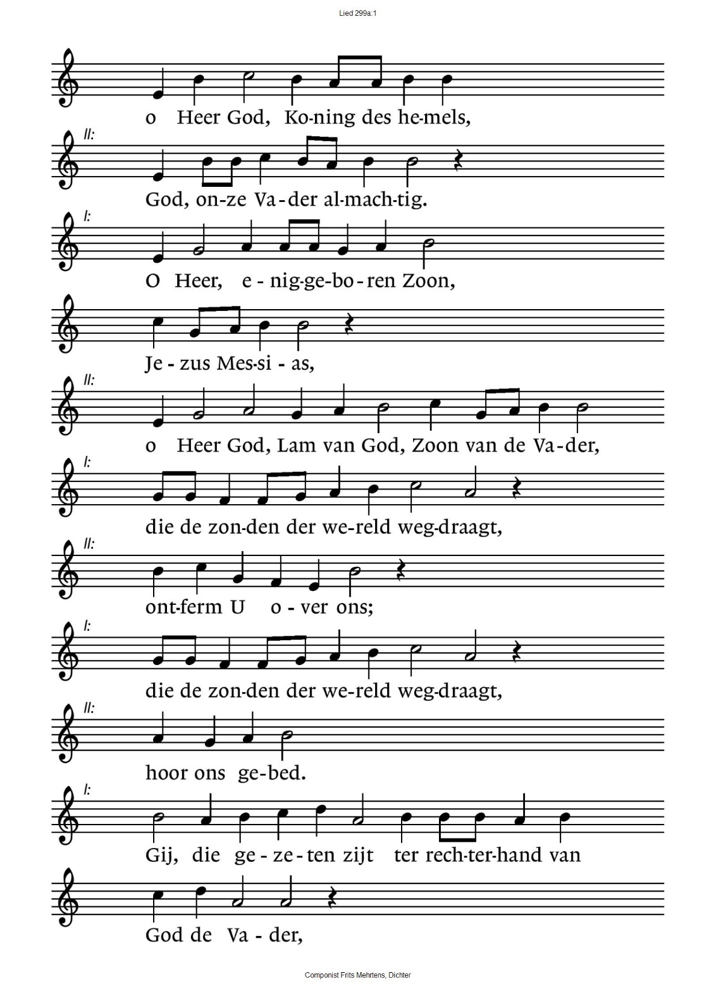 Lied 299a:1
o Heer God, Ko-ning des he-mels,
II:
God, on-ze Va-der al-mach-tig.
I:
O Heer, e-nig-ge-bo-ren Zoon,
Je-zus Mes-si-as,
II:
o Heer God, Lam van God, Zoon van de Va-der,
I:
die de zon-den der we-reld weg-draagt,
II:
ont-ferm U o-ver ons;
I:
die de zon-den der we-reld weg-draagt,
II:
hoor ons ge-bed.
I:
Gij, die ge-ze-ten zijt ter rech-ter-hand van
God de Va-der,
Componist Frits Mehrtens, Dichter